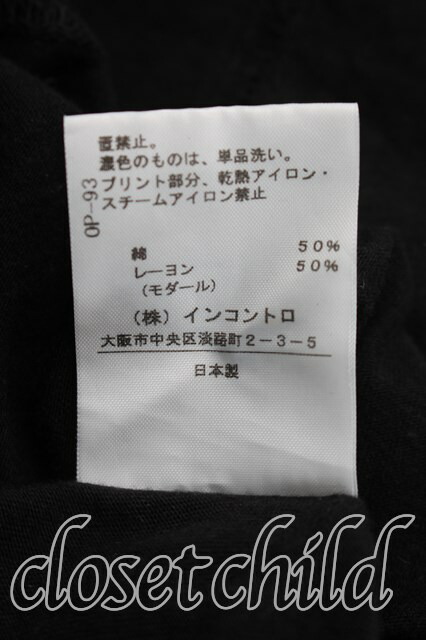 置禁止。
濃色のものは、単品洗い。
プリント部分、乾熱アイロン・
スチームアイロン禁止
OP-93
綿 50%
レーヨン 50%
(モダール)
(株) インコントロ
大阪市中央区淡路町2-3-5
日本製
closetchild